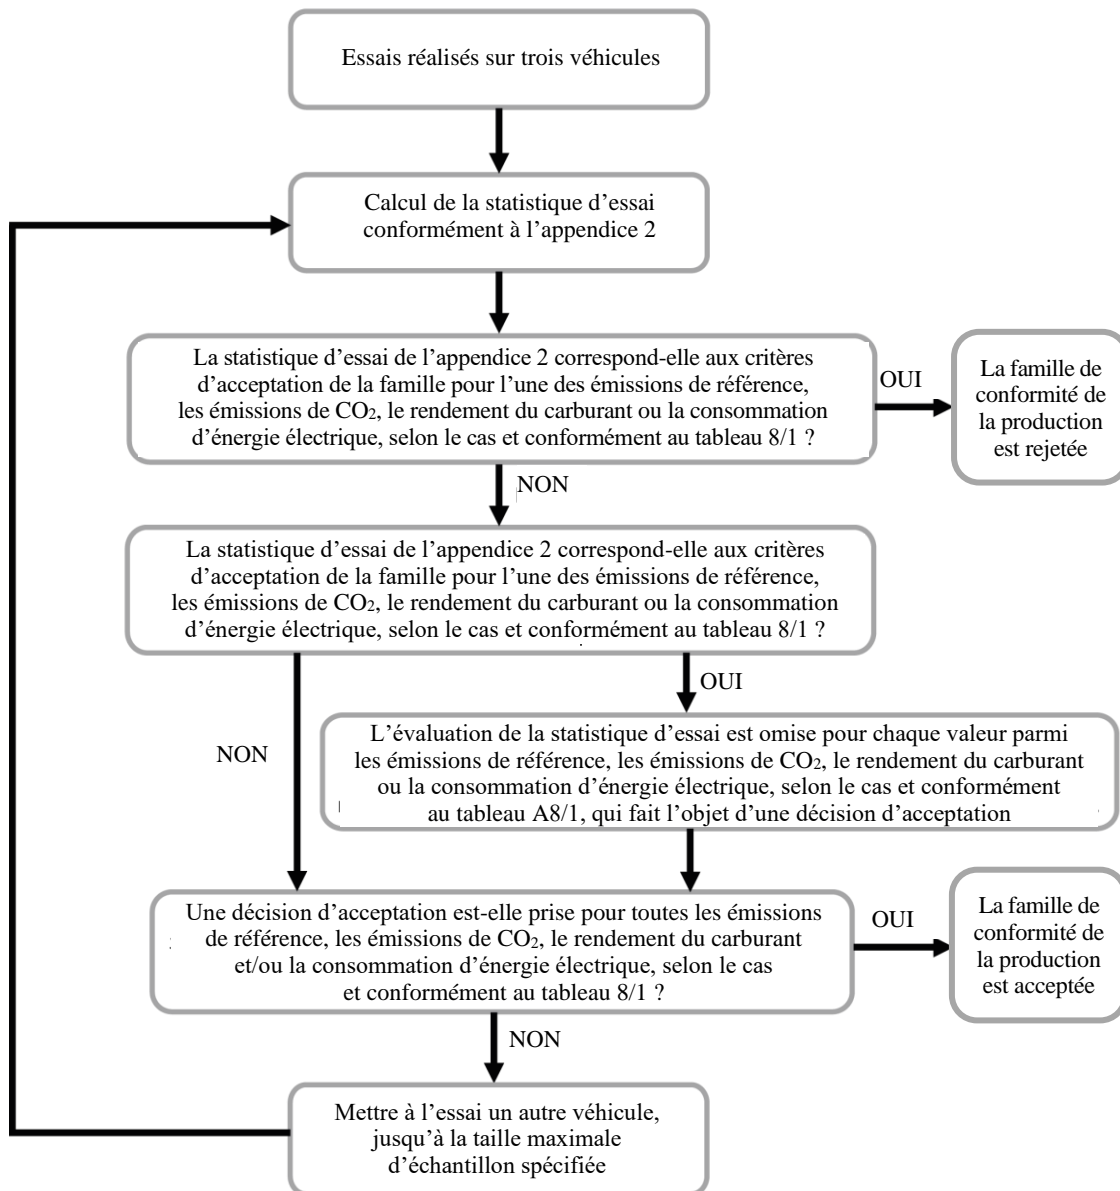 Essais réalisés sur trois véhicules
Calcul de la statistique d’essai
conformément à l’appendice 2
La statistique d’essai de l’appendice 2 correspond-elle aux critères
d’acceptation de la famille pour l’une des émissions de référence,
les émissions de CO2, le rendement du carburant ou la consommation
d’énergie électrique, selon le cas et conformément au tableau 8/1 ?
OUI
La famille de
conformité de
la production
est rejetée
NON
La statistique d’essai de l’appendice 2 correspond-elle aux critères
d’acceptation de la famille pour l’une des émissions de référence,
les émissions de CO2, le rendement du carburant ou la consommation
d’énergie électrique, selon le cas et conformément au tableau 8/1 ?
OUI
NON
L’évaluation de la statistique d’essai est omise pour chaque valeur parmi
les émissions de référence, les émissions de CO2, le rendement du carburant
ou la consommation d’énergie électrique, selon le cas et conformément
au tableau A8/1, qui fait l’objet d’une décision d’acceptation
Une décision d’acceptation est-elle prise pour toutes les émissions
de référence, les émissions de CO2, le rendement du carburant
et/ou la consommation d’énergie électrique, selon le cas
et conformément au tableau 8/1 ?
OUI
La famille de
conformité de
la production
est acceptée
NON
Mettre à l’essai un autre véhicule,
jusqu’à la taille maximale
d’échantillon spécifiée